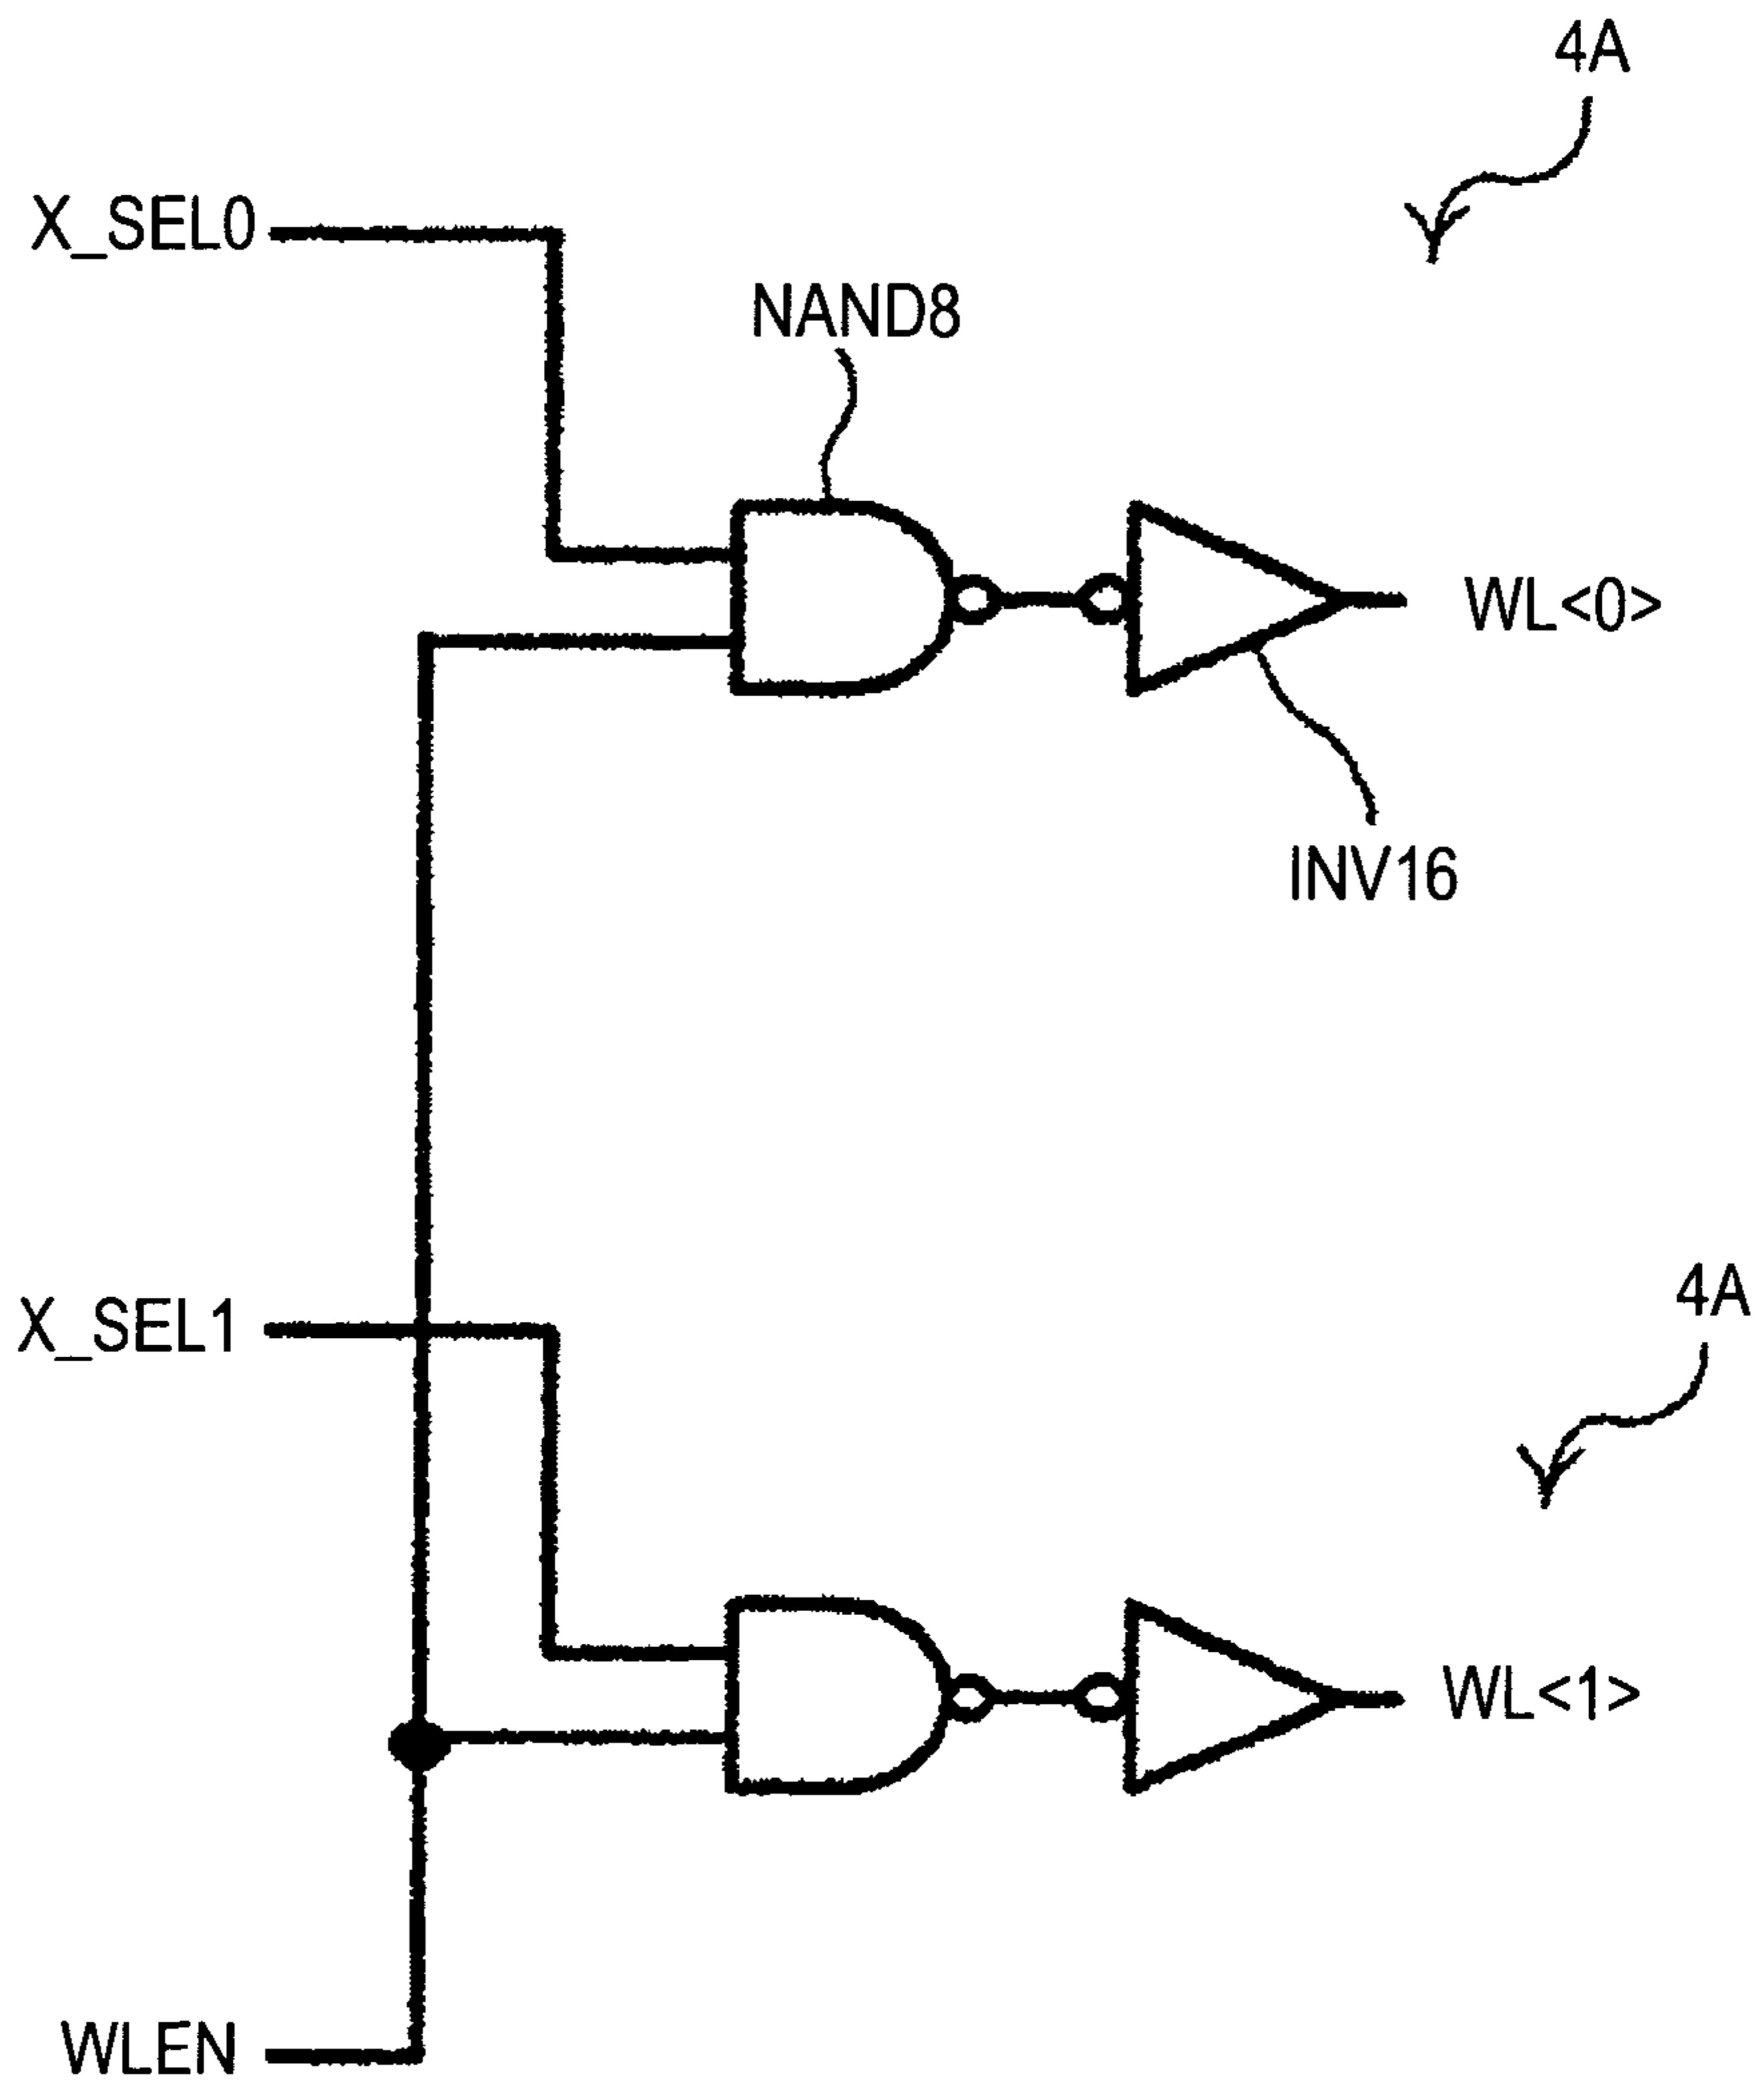 4A
X_SEL0
NAND8
WL<0>
INV16
X_SEL1
4A
WL<1>
WLEN